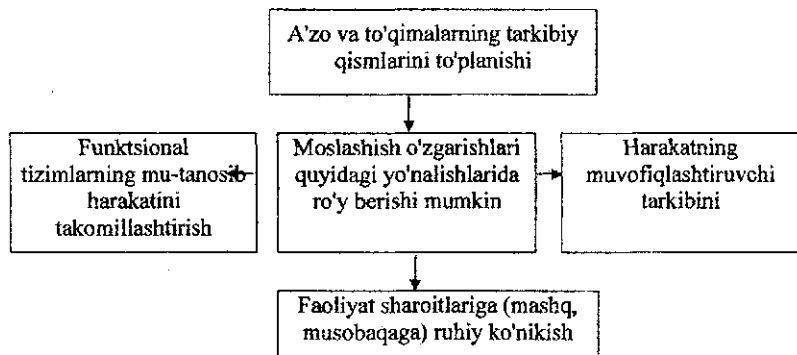 A'zo va to'qimalarning tarkibiy
qismlarini to'planishi
Funktsional
tizimlarning mu-tanosib
harakatini
takomillashtirish
Moslashish o'zgarishlari
quyidagi yo'nalishlarida
ro'y berishi mumkin
Harakatning
muvofiqlashtiruvchi
tarkibini
Faoliyat sharoitlariga (mashq,
musobaqaga) ruhiy ko'nikish